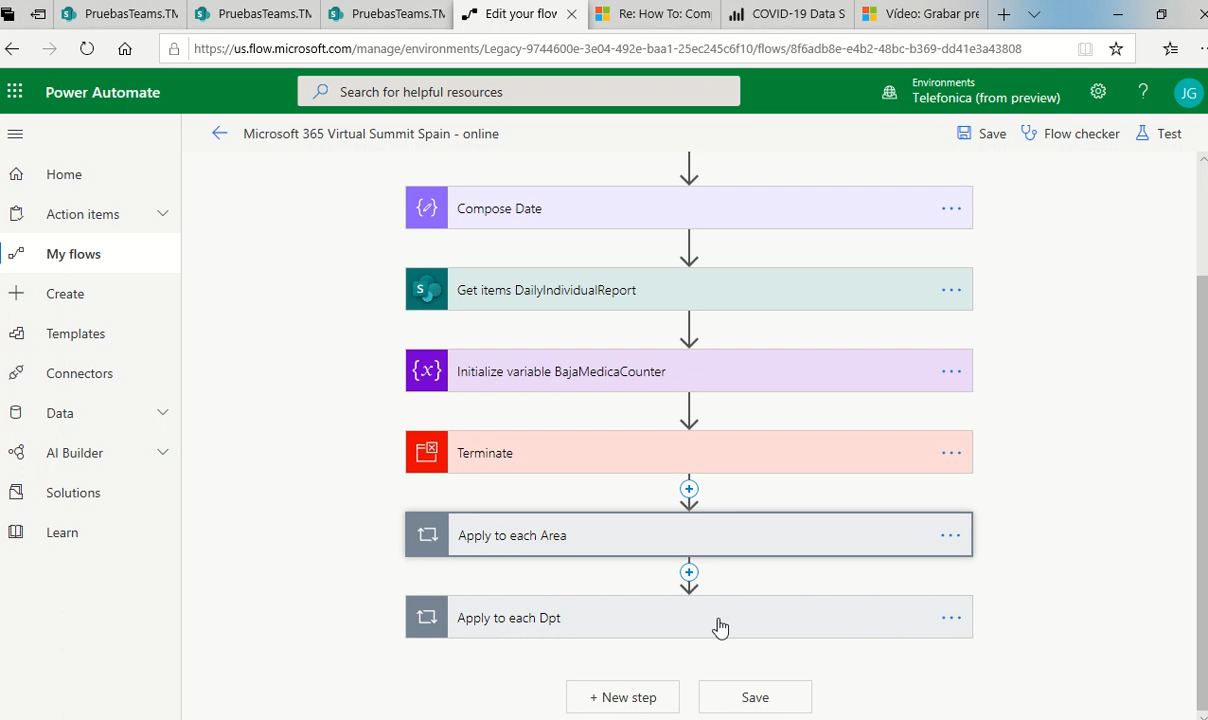 PruebasTeams.TM
PruebasTeams.TM
PruebasTeams.TM
Edit your flow
Re: How To: Com
COVID-19 Data S
Vídeo: Grabar pre
https://us.flow.microsoft.com/manage/environments/Legacy-9744600e-3e04-492e-baa1-25ec245c6f10/flows/8f6adb8e-e4b2-48bc-b369-dd41e3a43808
Power Automate
Search for helpful resources
Environments
Telefonica (from preview)
?
JG
Microsoft 365 Virtual Summit Spain - online
Save
Flow checker
Test
Home
Action items
My flows
Create
Templates
Connectors
Data
AI Builder
Solutions
Learn
Compose Date
Get items DailyIndividualReport
Initialize variable BajaMedicaCounter
Terminate
Apply to each Area
Apply to each Dpt
+ New step
Save